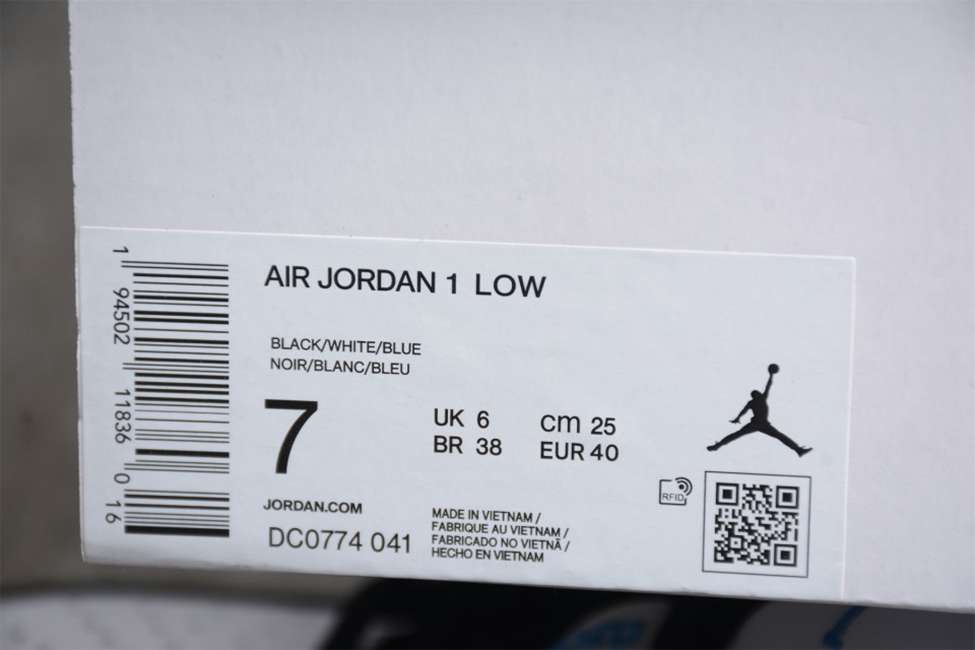 AIR JORDAN 1 LOW
BLACK/WHITE/BLUE
NOIR/BLANC/BLEU
7
UK 6
BR 38
CM 25
EUR 40
JORDAN.COM
DC0774 041
MADE IN VIETNAM /
FABRIQUE AU VIETNAM /
FABRICADO NO VIETNÃ /
HECHO EN VIETNAM
RFID
1 94502 11836 0 16